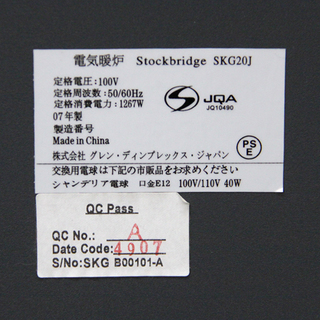 電気暖炉 Stockbridge SKG20J
定格電圧:100V
定格周波数:50/60Hz
定格消費電力:1267W
07年製
製造番号
Made in China
JQA
JQ10490
株式会社 グレン・ディンプレックス・ジャパン
PS
E
交換用電球は下記の市販品をお求めください
シャンデリア電球 口金E12 100V/110V 40W
QC Pass
QC No.: A
Date Code: 4907
S/No:SKG B00101-A